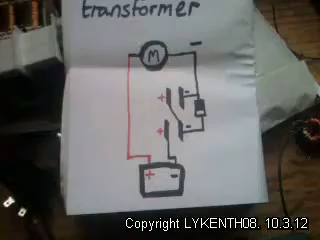 transformer
M
-
+ -
+ -
+ -
Copyright LYKENTH08. 10.3.12